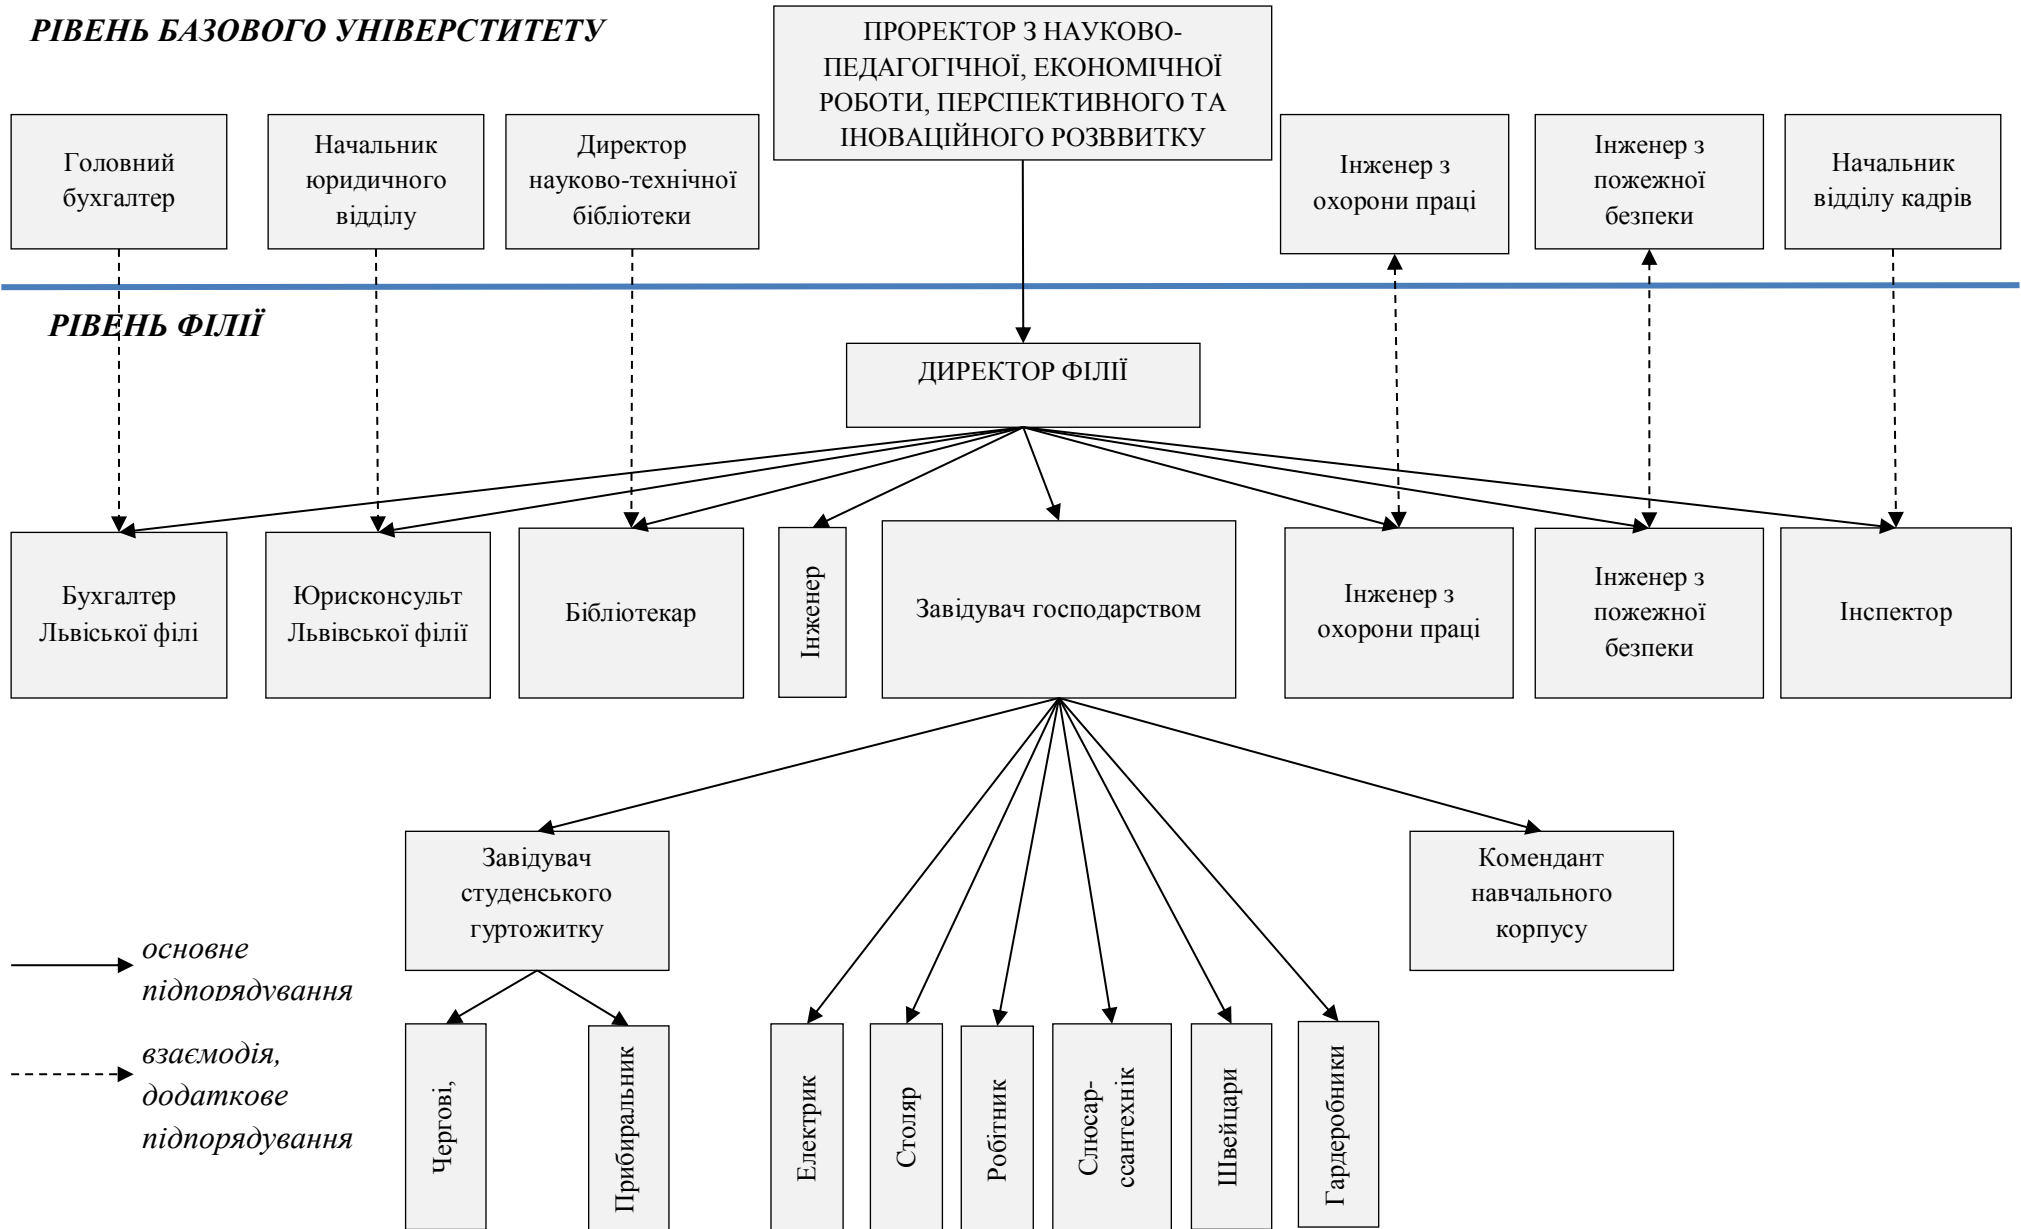 РІВЕНЬ БАЗОВОГО УНІВЕРСТИТЕТУ
ПРОРЕКТОР З НАУКОВО-
ПЕДАГОГІЧНОЇ, ЕКОНОМІЧНОЇ
РОБОТИ, ПЕРСПЕКТИВНОГО ТА
ІНОВАЦІЙНОГО РОЗВВИТКУ
Головний
бухгалтер
Начальник
юридичного
відділу
Директор
науково-технічної
бібліотеки
Інженер з
охорони праці
Інженер з
пожежної
безпеки
Начальник
відділу кадрів
РІВЕНЬ ФІЛІЇ
ДИРЕКТОР ФІЛІЇ
Бухгалтер
Львіської філі
Юрисконсульт
Львівської філії
Бібліотекар
Інженер
Завідувач господарством
Інженер з
охорони праці
Інженер з
пожежної
безпеки
Інспектор
Завідувач
студенського
гуртожитку
Комендант
навчального
корпусу
основне
підпорядування
взаємодія,
додаткове
підпорядування
Чергові,
Прибиральник
Електрик
Столяр
Робітник
Слюсар-
ссантехнік
Швейцари
Гардеробники